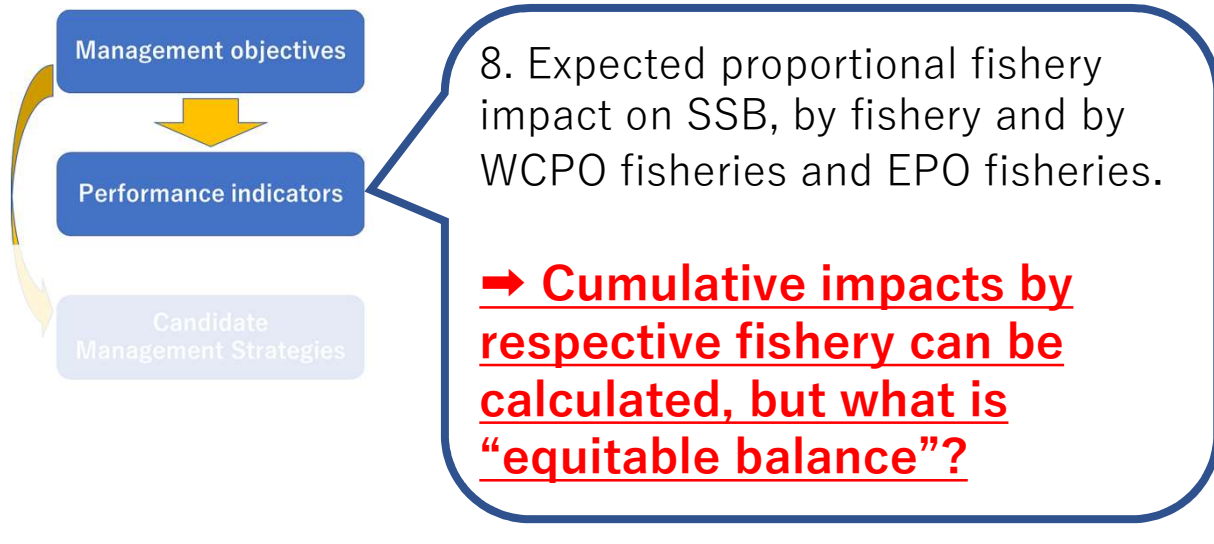 Management objectives
Performance indicators
Candidate
Management Strategies
8. Expected proportional fishery
impact on SSB, by fishery and by
WCPO fisheries and EPO fisheries.
➡ Cumulative impacts by
respective fishery can be
calculated, but what is
“equitable balance”?